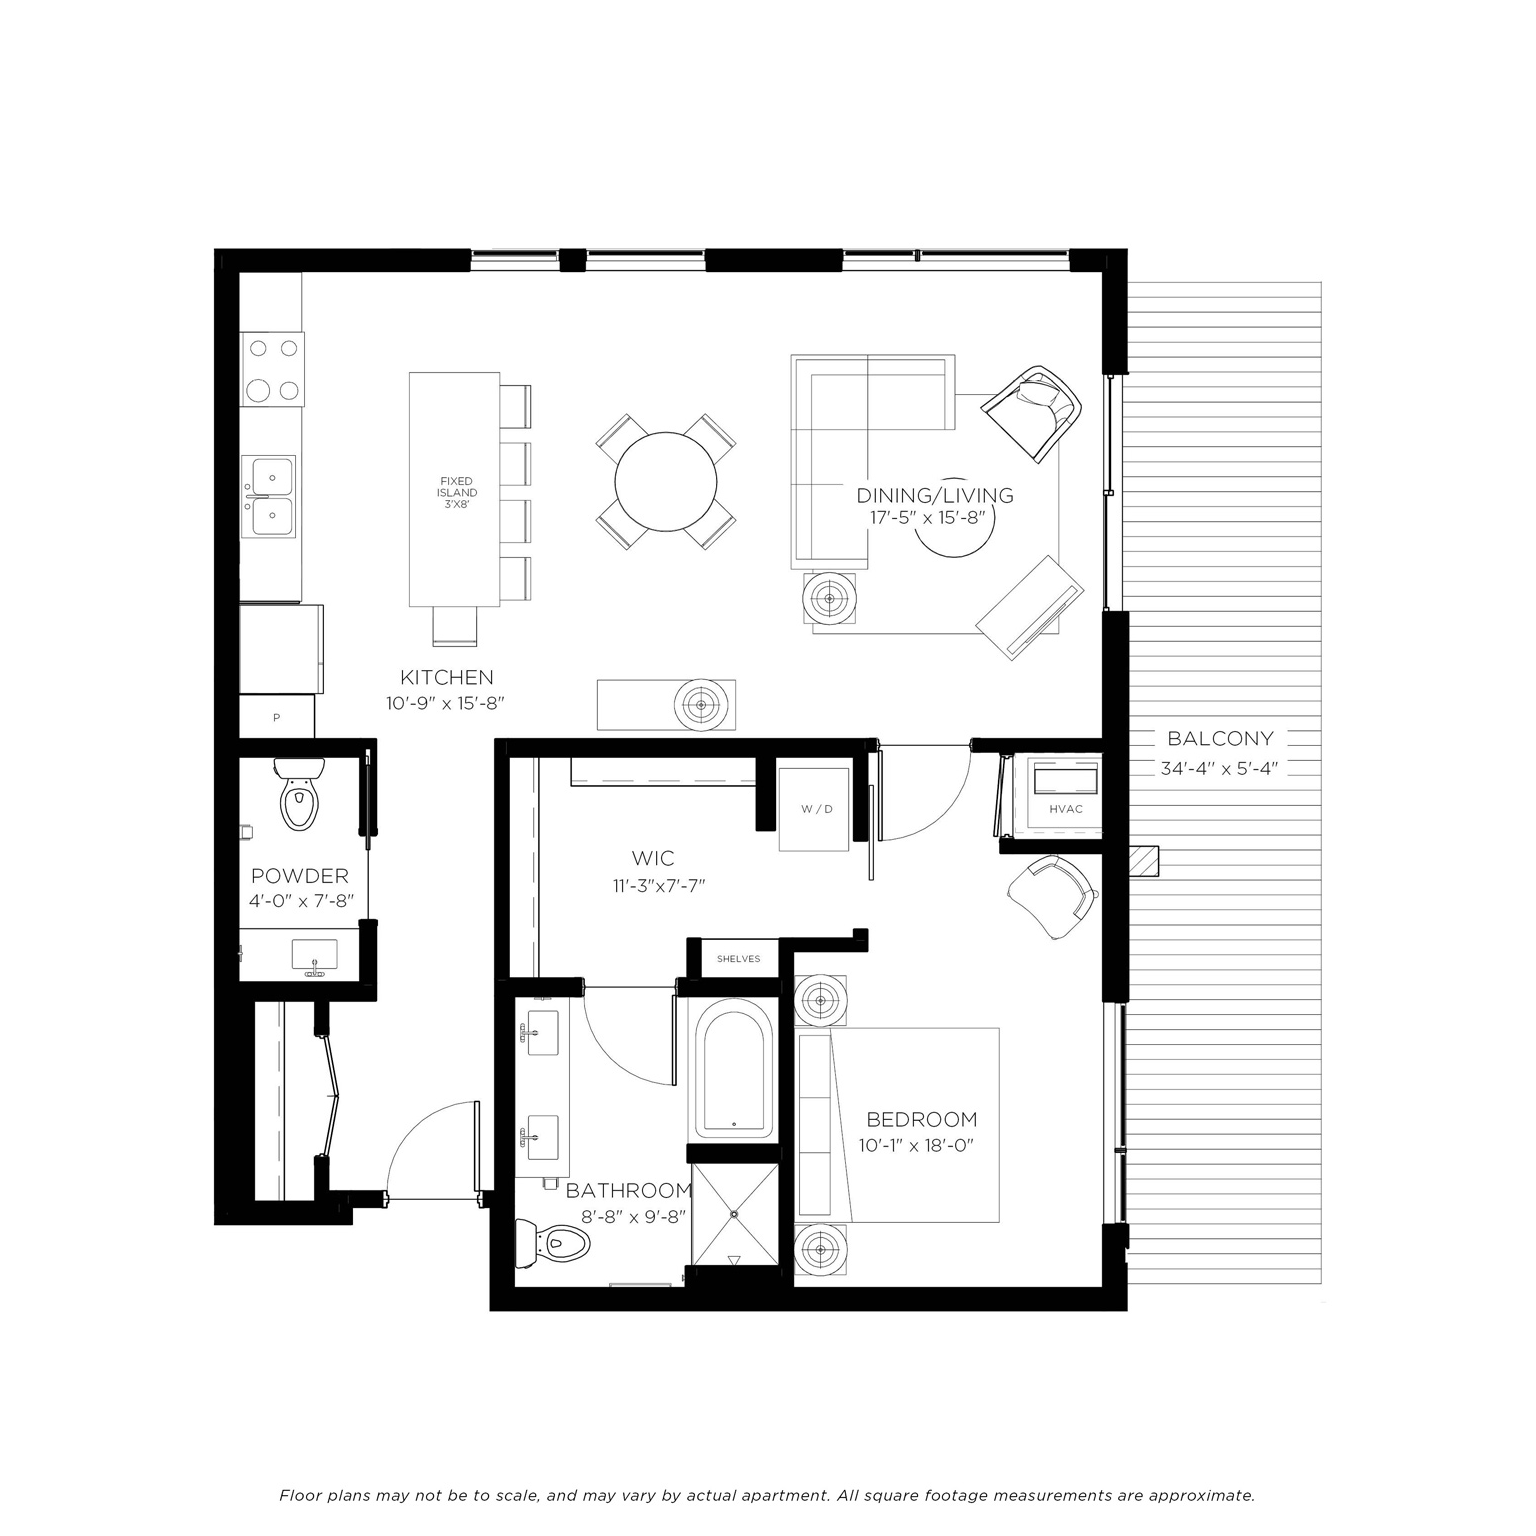 FIXED
ISLAND
3'X8'
DINING/LIVING
17'-5" x 15'-8"
KITCHEN
10'-9" x 15'-8"
P
BALCONY
34'-4" x 5'-4"
W / D
HVAC
WIC
11'-3"x7'-7"
POWDER
4'-0" x 7'-8"
SHELVES
BEDROOM
10'-1" x 18'-0"
BATHROOM
8'-8" x 9'-8"
Floor plans may not be to scale, and may vary by actual apartment. All square footage measurements are approximate.